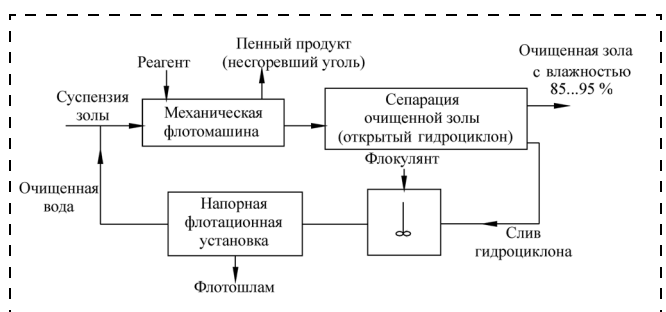 Пенный продукт
(несгоревший уголь)
Реагент
Очищенная зола
с влажностью
85...95 %
Суспензия
золы
Механическая
флотомашина
Сепарация
очищенной золы
(открытый гидроциклон)
Флокулянт
Очищенная
вода
Напорная
флотационная
установка
Слив
гидроциклона
Флотошлам